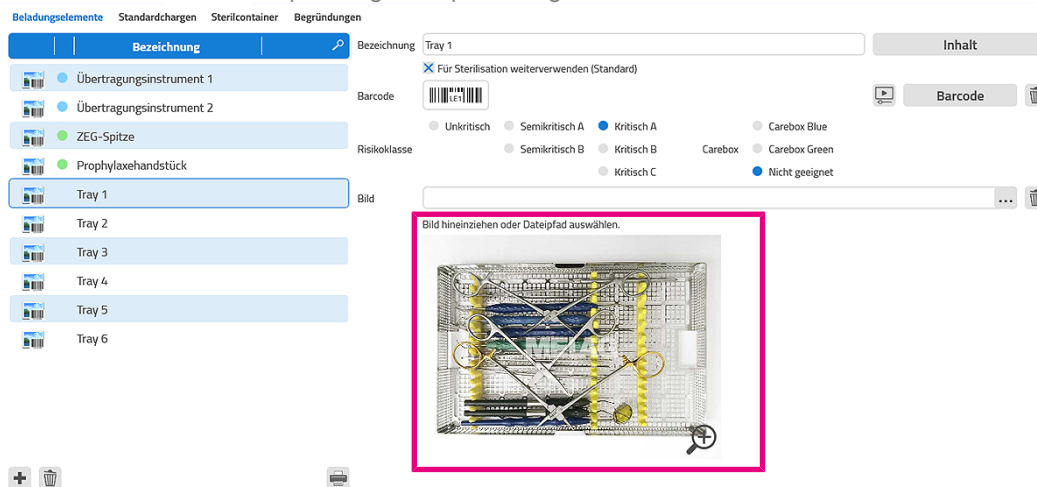 Beladungselemente Standardchargen Sterilcontainer Begründungen
Bezeichnung
Übertragungsinstrument 1
Übertragungsinstrument 2
ZEG-Spitze
Prophylaxehandstück
Tray 1
Tray 2
Tray 3
Tray 4
Tray 5
Tray 6
Bezeichnung Tray 1 Inhalt
Für Sterilisation weiterverwenden (Standard)
Barcode LE1 Barcode
Unkritisch Semikritisch A Kritisch A Carebox Blue
Risikoklasse Semikritisch B Kritisch B Carebox Carebox Green
Kritisch C Nicht geeignet
Bild ...
Bild hineinziehen oder Dateipfad auswählen.